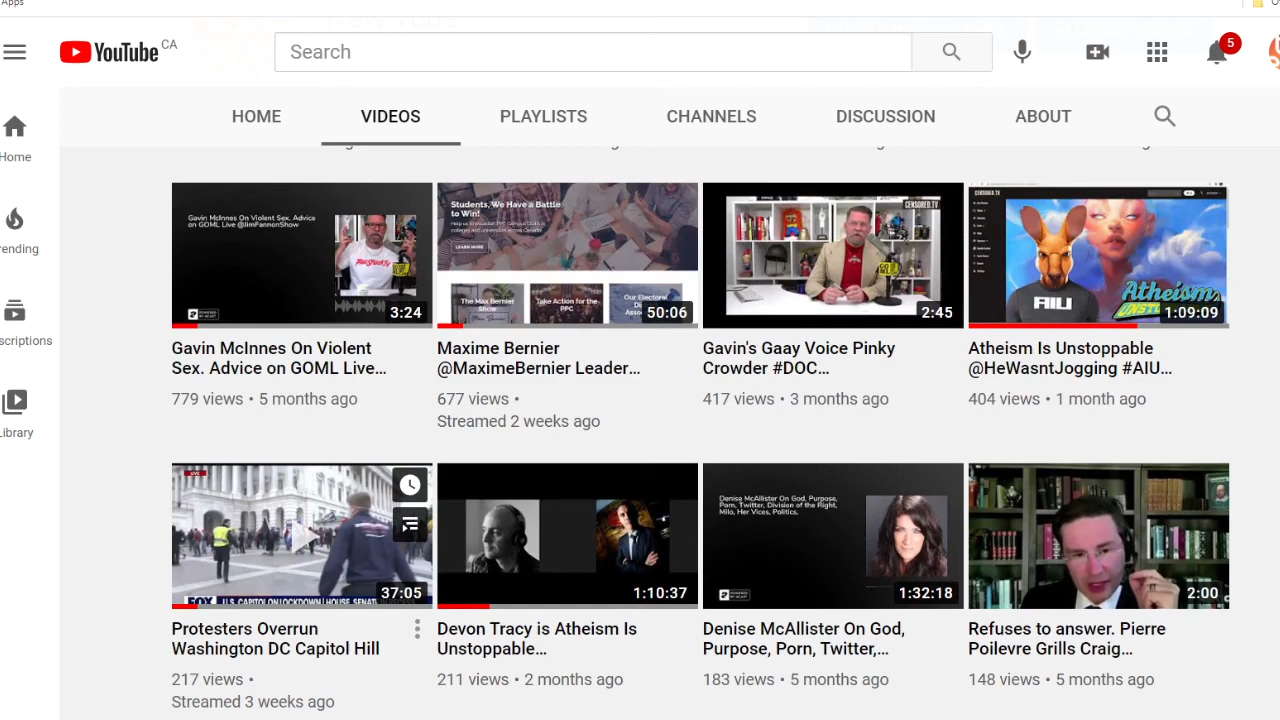 Apps
YouTube CA
Search
5
HOME
VIDEOS
PLAYLISTS
CHANNELS
DISCUSSION
ABOUT
Home
rending
scriptions
Library
Gavin McInnes On Violent Sex. Advice
on GOML Live @JimFannonShow
3:24
Students, We Have a Battle
to Win!
LEARN MORE
The Max Bernier
Show
Take Action for the
PPC
Our Electoral
50:06
CENSORED.TV
2:45
CENSORED.TV
AIU
Atheism
1:09:09
Gavin McInnes On Violent
Sex. Advice on GOML Live...
779 views • 5 months ago
Maxime Bernier
@MaximeBernier Leader...
677 views •
Streamed 2 weeks ago
Gavin's Gaay Voice Pinky
Crowder #DOC...
417 views • 3 months ago
Atheism Is Unstoppable
@HeWasntJogging #AIU...
404 views • 1 month ago
LIVE
FOX
U.S. CAPITOL ON LOCKDOWN | HOUSE, SENATE
37:05
1:10:37
Denise McAllister On God, Purpose,
Porn, Twitter, Division of the Right,
Milo, Her Vices, Politics,
1:32:18
2:00
Protesters Overrun
Washington DC Capitol Hill
217 views •
Streamed 3 weeks ago
Devon Tracy is Atheism Is
Unstoppable...
211 views • 2 months ago
Denise McAllister On God,
Purpose, Porn, Twitter,...
183 views • 5 months ago
Refuses to answer. Pierre
Poilevre Grills Craig...
148 views • 5 months ago